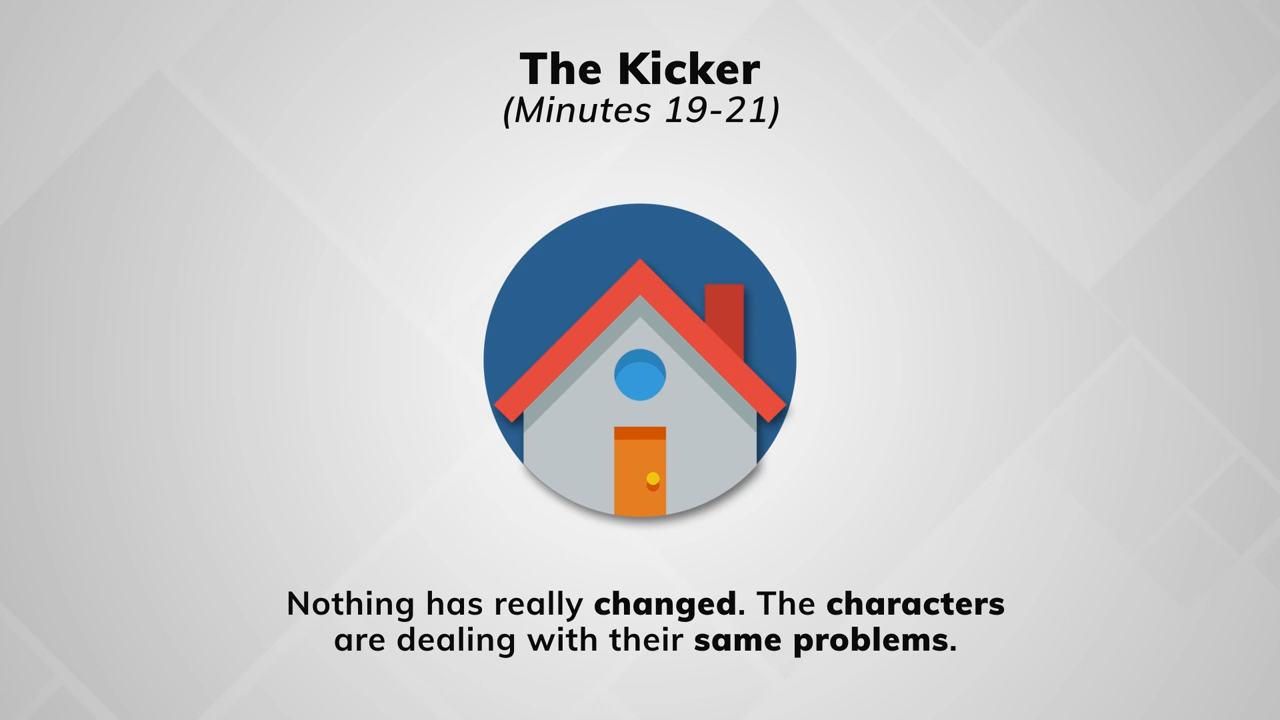 The Kicker
(Minutes 19-21)
Nothing has really changed. The characters
are dealing with their same problems.